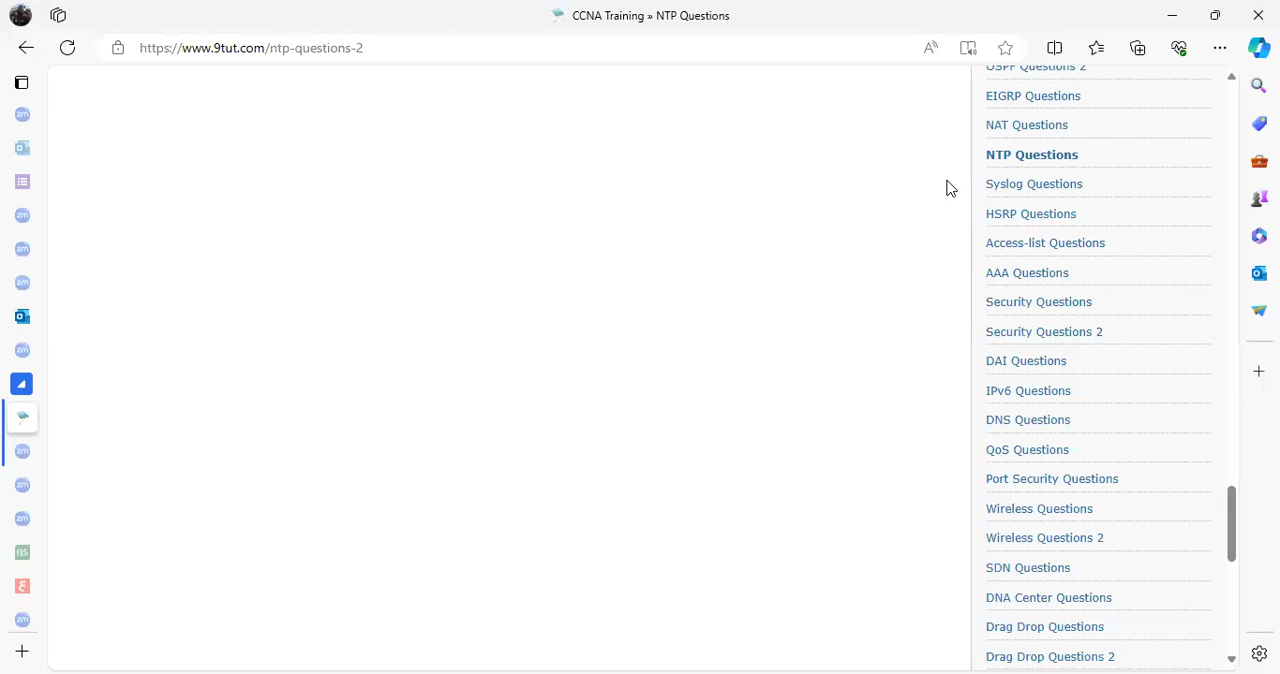 CCNA Training » NTP Questions
https://www.9tut.com/ntp-questions-2
OSPF Questions 2
EIGRP Questions
NAT Questions
NTP Questions
Syslog Questions
HSRP Questions
Access-list Questions
AAA Questions
Security Questions
Security Questions 2
DAI Questions
IPv6 Questions
DNS Questions
QoS Questions
Port Security Questions
Wireless Questions
Wireless Questions 2
SDN Questions
DNA Center Questions
Drag Drop Questions
Drag Drop Questions 2